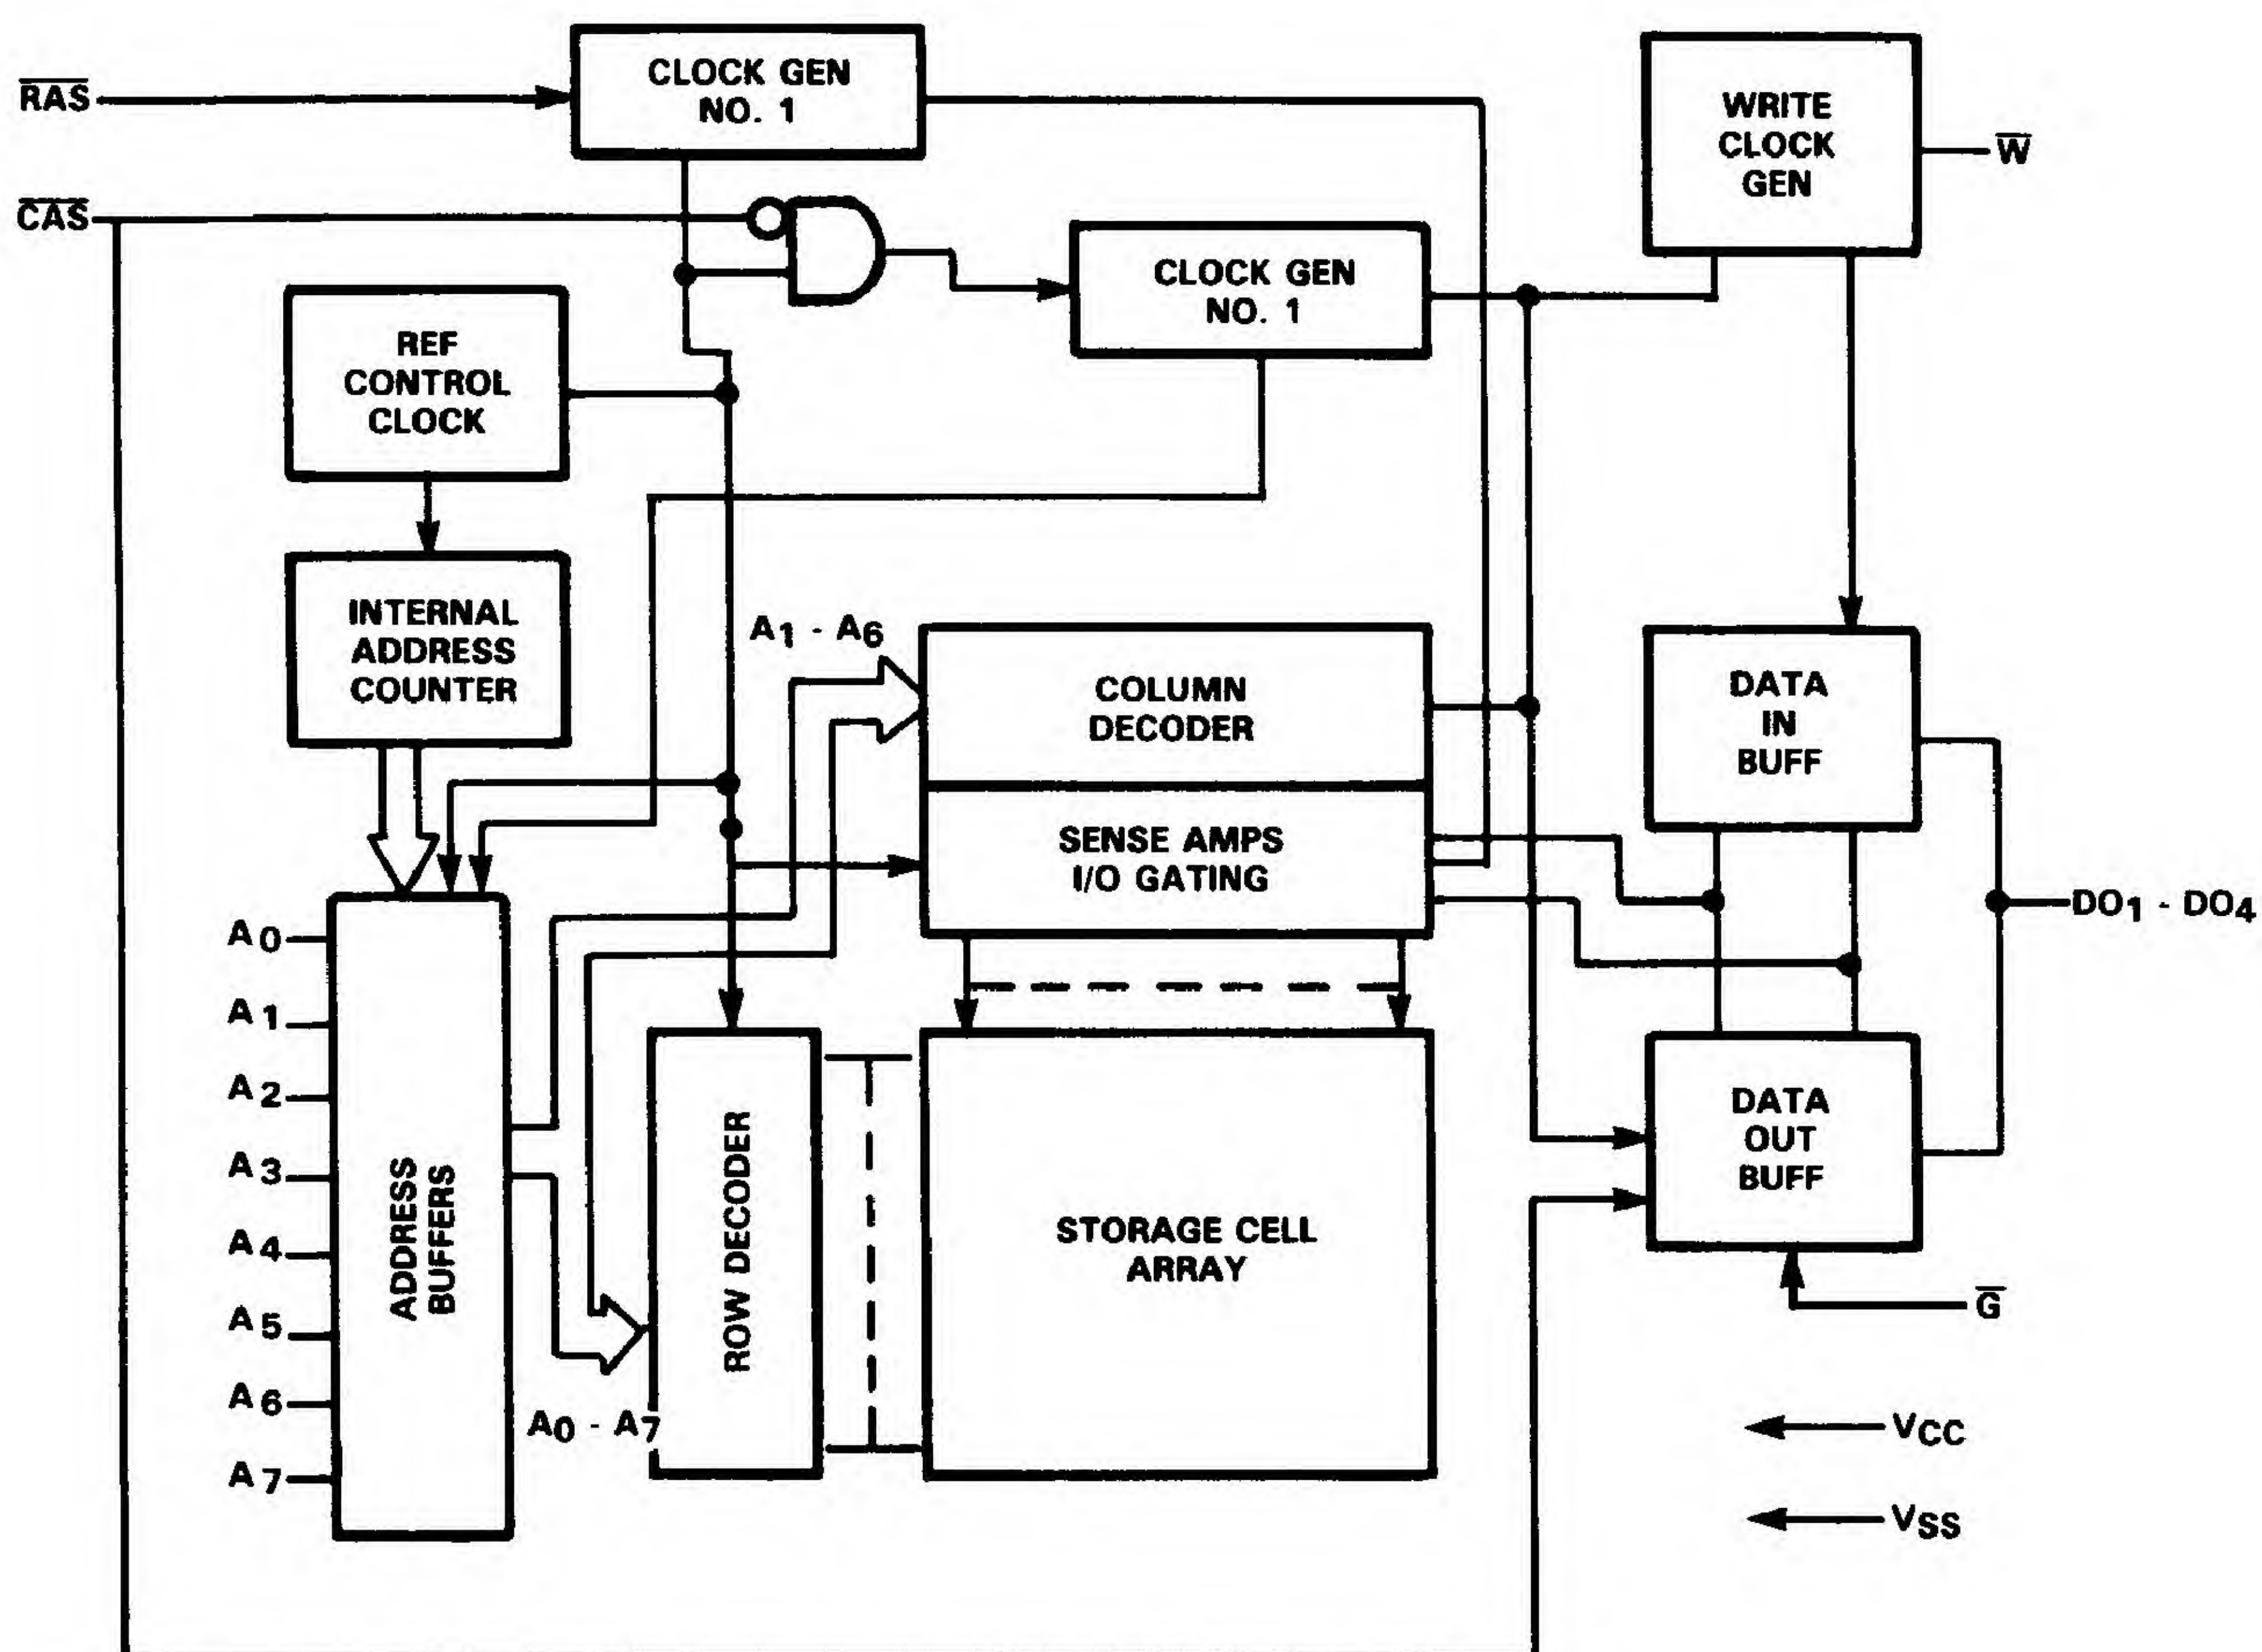 RAS
CLOCK GEN
NO. 1
WRITE
CLOCK
GEN
W
CAS
CLOCK GEN
NO. 1
REF
CONTROL
CLOCK
INTERNAL
ADDRESS
COUNTER
A1 - A6
COLUMN
DECODER
DATA
IN
BUFF
SENSE AMPS
I/O GATING
DO1 - DO4
A0
A1
A2
A3
A4
A5
A6
A7
ADDRESS
BUFFERS
A0 - A7
ROW DECODER
STORAGE CELL
ARRAY
DATA
OUT
BUFF
G
VCC
VSS